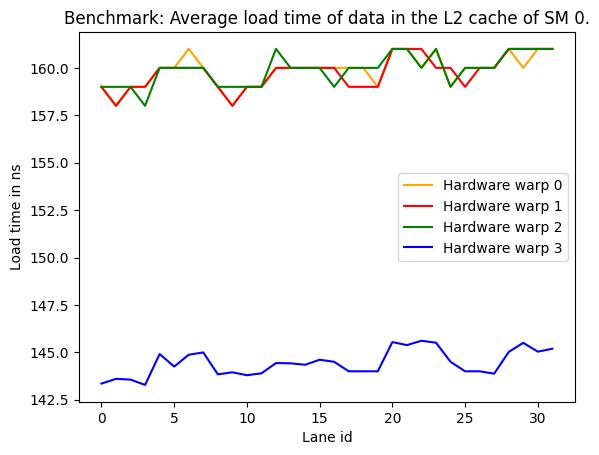 Benchmark: Average load time of data in the L2 cache of SM 0.
Load time in ns
160.0
157.5
155.0
152.5
150.0
147.5
145.0
142.5
Hardware warp 0
Hardware warp 1
Hardware warp 2
Hardware warp 3
0 5 10 15 20 25 30
Lane id